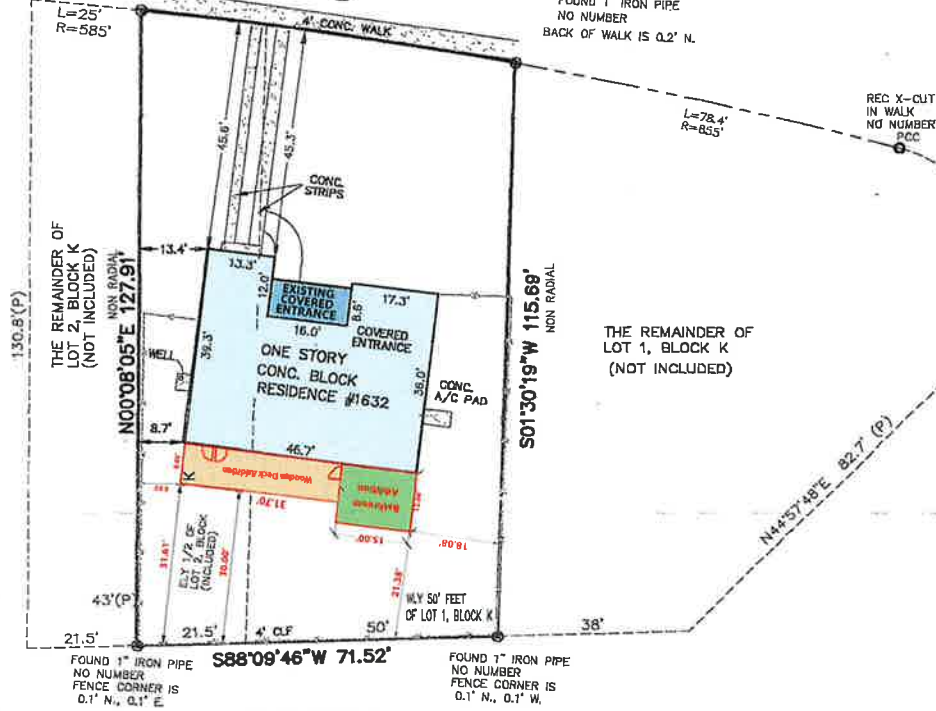 L=25'
R=585'
4' CONC. WALK
FOUND 1" IRON PIPE
NO NUMBER
BACK OF WALK IS 0.2' N.
L=78.4'
R=855'
REC X-CUT
IN WALK
NO NUMBER
PCC
45.6'
45.3'
CONC.
STRIPS
130.8'(P)
THE REMAINDER OF
LOT 2, BLOCK K
(NOT INCLUDED)
N00°08'05"E 127.91'
NON RADIAL
13.4'
13.3'
12.0'
EXISTING
COVERED
ENTRANCE
16.0'
8.6'
17.3'
COVERED
ENTRANCE
39.3'
ONE STORY
CONC. BLOCK
RESIDENCE #1632
36.0'
CONC.
A/C PAD
WELL
8.7'
46.7'
S01°30'19"W 115.69'
NON RADIAL
THE REMAINDER OF
LOT 1, BLOCK K
(NOT INCLUDED)
N44°57'48"E 82.7' (P)
Wooden Deck Addition
Addition
31.70'
15.00'
18.08'
K
31.61'
ELY 1/2 OF
LOT 2, BLOCK
(INCLUDED)
30.00'
21.38'
WLY 50' FEET
OF LOT 1, BLOCK K
43'(P)
21.5'
21.5'
4' CLF
50'
38'
S88°09'46"W 71.52'
FOUND 1" IRON PIPE
NO NUMBER
FENCE CORNER IS
0.1' N., 0.1' E.
FOUND 1" IRON PIPE
NO NUMBER
FENCE CORNER IS
0.1' N., 0.1' W.